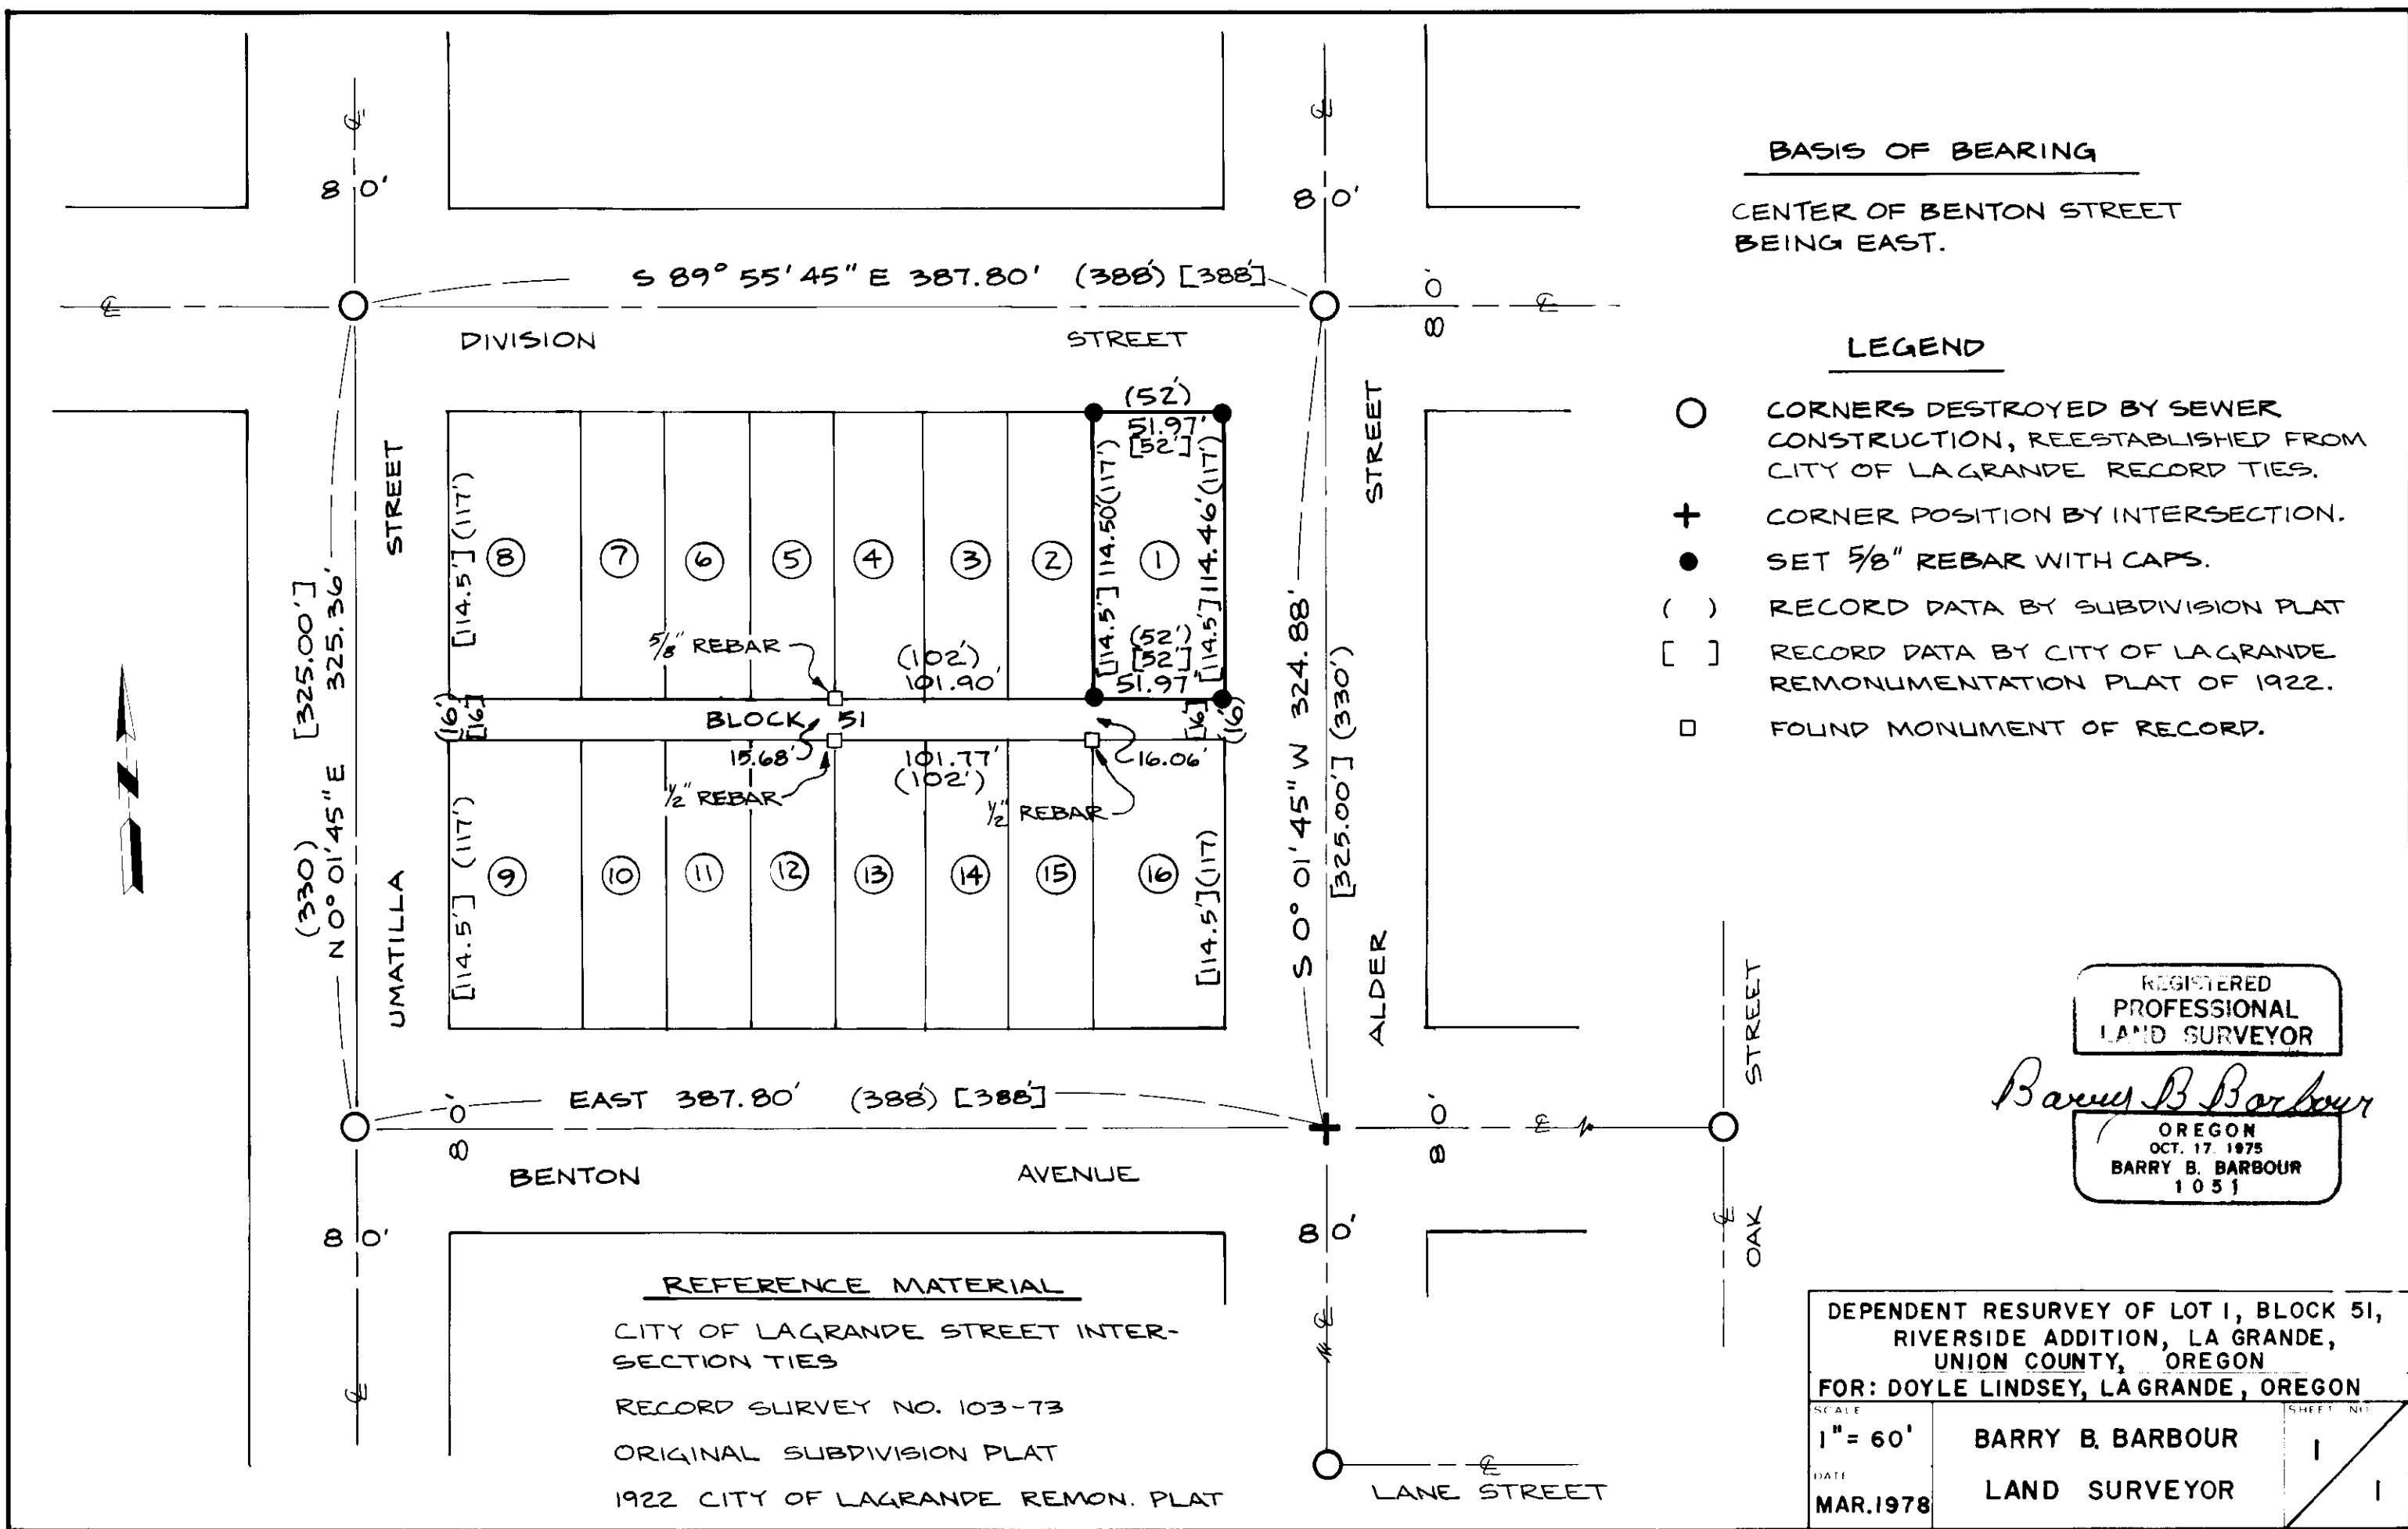 BASIS OF BEARING
CENTER OF BENTON STREET
BEING EAST.
LEGEND
CORNERS DESTROYED BY SEWER
CONSTRUCTION, REESTABLISHED FROM
CITY OF LAGRANDE RECORD TIES.
CORNER POSITION BY INTERSECTION.
SET 5/8" REBAR WITH CAPS.
( ) RECORD DATA BY SUBDIVISION PLAT
[ ] RECORD DATA BY CITY OF LAGRANDE
REMONUMENTATION PLAT OF 1922.
FOUND MONUMENT OF RECORD.
80'
80'
S 89° 55' 45" E 387.80' (388') [388']
80'
DIVISION STREET
STREET
UMATILLA
STREET
ALDER
(330)
N 0° 01' 45" E
[325.00']
325.36'
S 0° 01' 45" W 324.88'
[325.00'] (330')
(52')
51.97'
[52']
[114.5'] (117')
[114.5'] 114.50' (117')
[114.5'] 114.46' (117')
8
7
6
5
4
3
2
1
5/8" REBAR
(102')
101.90'
(52')
[52']
51.97'
(16')
[16']
BLOCK 51
[16']
(16')
15.68'
101.77'
(102')
16.06'
1/2" REBAR
1/2" REBAR
[114.5'] (117')
[114.5'] (117)
9
10
11
12
13
14
15
16
EAST 387.80' (388') [388']
80'
80'
BENTON AVENUE
80'
80'
STREET
OAK
LANE STREET
REFERENCE MATERIAL
CITY OF LAGRANDE STREET INTER-
SECTION TIES
RECORD SURVEY NO. 103-73
ORIGINAL SUBDIVISION PLAT
1922 CITY OF LAGRANDE REMON. PLAT
REGISTERED
PROFESSIONAL
LAND SURVEYOR
Barry B Barbour
OREGON
OCT. 17. 1975
BARRY B. BARBOUR
1051
DEPENDENT RESURVEY OF LOT 1, BLOCK 51,
RIVERSIDE ADDITION, LA GRANDE,
UNION COUNTY, OREGON
FOR: DOYLE LINDSEY, LA GRANDE, OREGON
SCALE
1" = 60'
DATE
MAR. 1978
BARRY B. BARBOUR
LAND SURVEYOR
SHEET NO
1
1